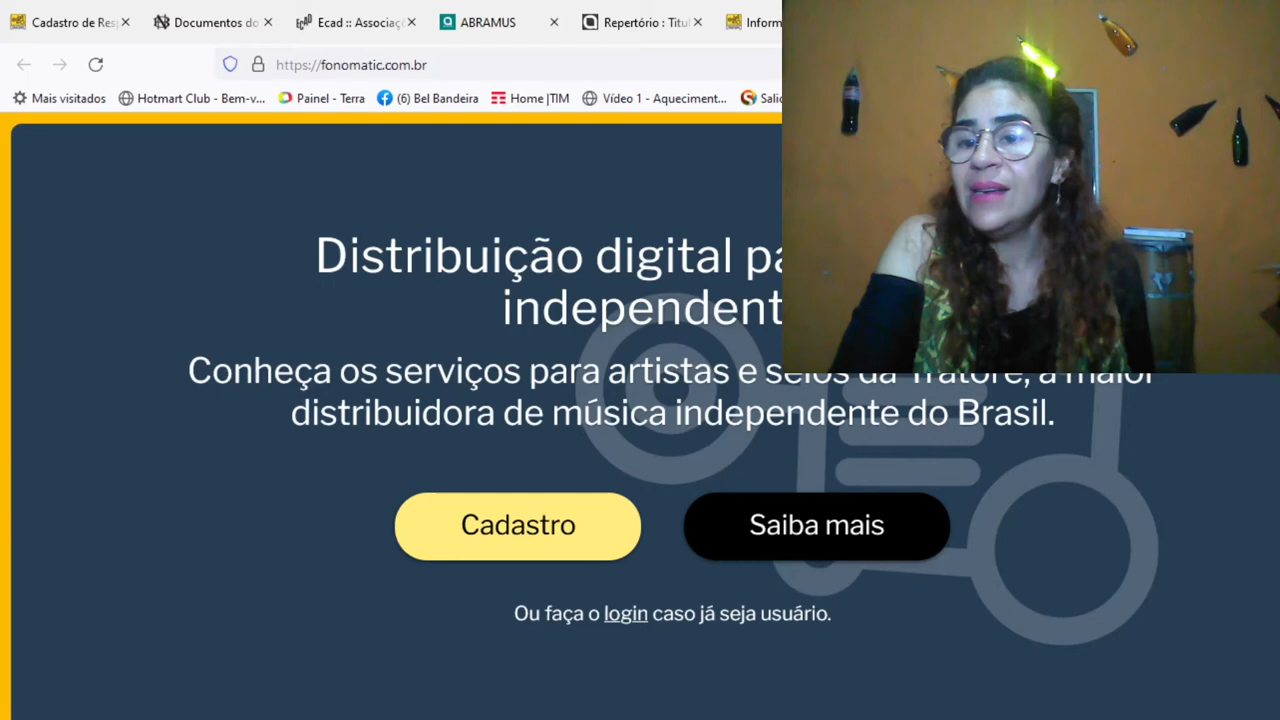 Cadastro de Res
Documentos do
Ecad :: Associaç
ABRAMUS
Repertório : Titul
Inform
https://fonomatic.com.br
Mais visitados
Hotmart Club - Bem-v...
Painel - Terra
(6) Bel Bandeira
Home |TIM
Vídeo 1 - Aqueciment...
Salic
Distribuição digital pa
independent
Conheça os serviços para artistas e selos da Tratore, a maior
distribuidora de música independente do Brasil.
Cadastro
Saiba mais
Ou faça o login caso já seja usuário.